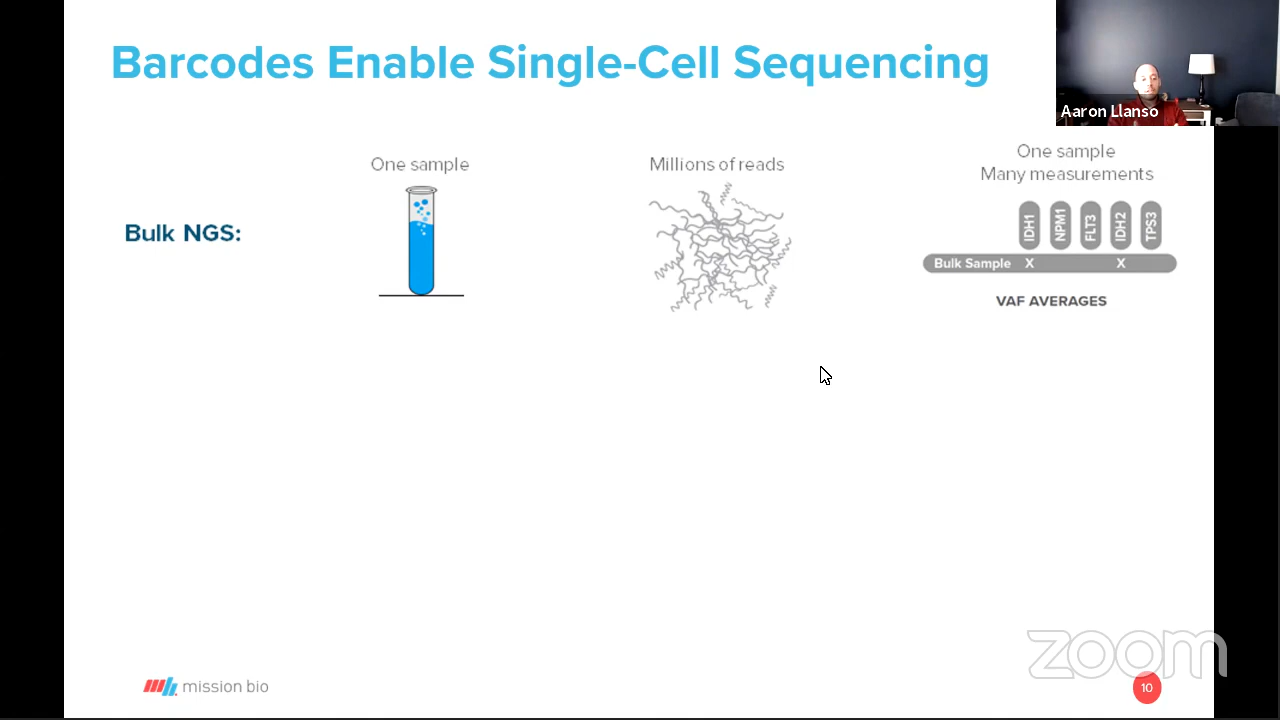 Barcodes Enable Single-Cell Sequencing
Aaron Llanso
One sample
Millions of reads
One sample
Many measurements
Bulk NGS:
IDH1
NPM1
FLT3
IDH2
TPS3
Bulk Sample X X
VAF AVERAGES
zoom
mission bio
10